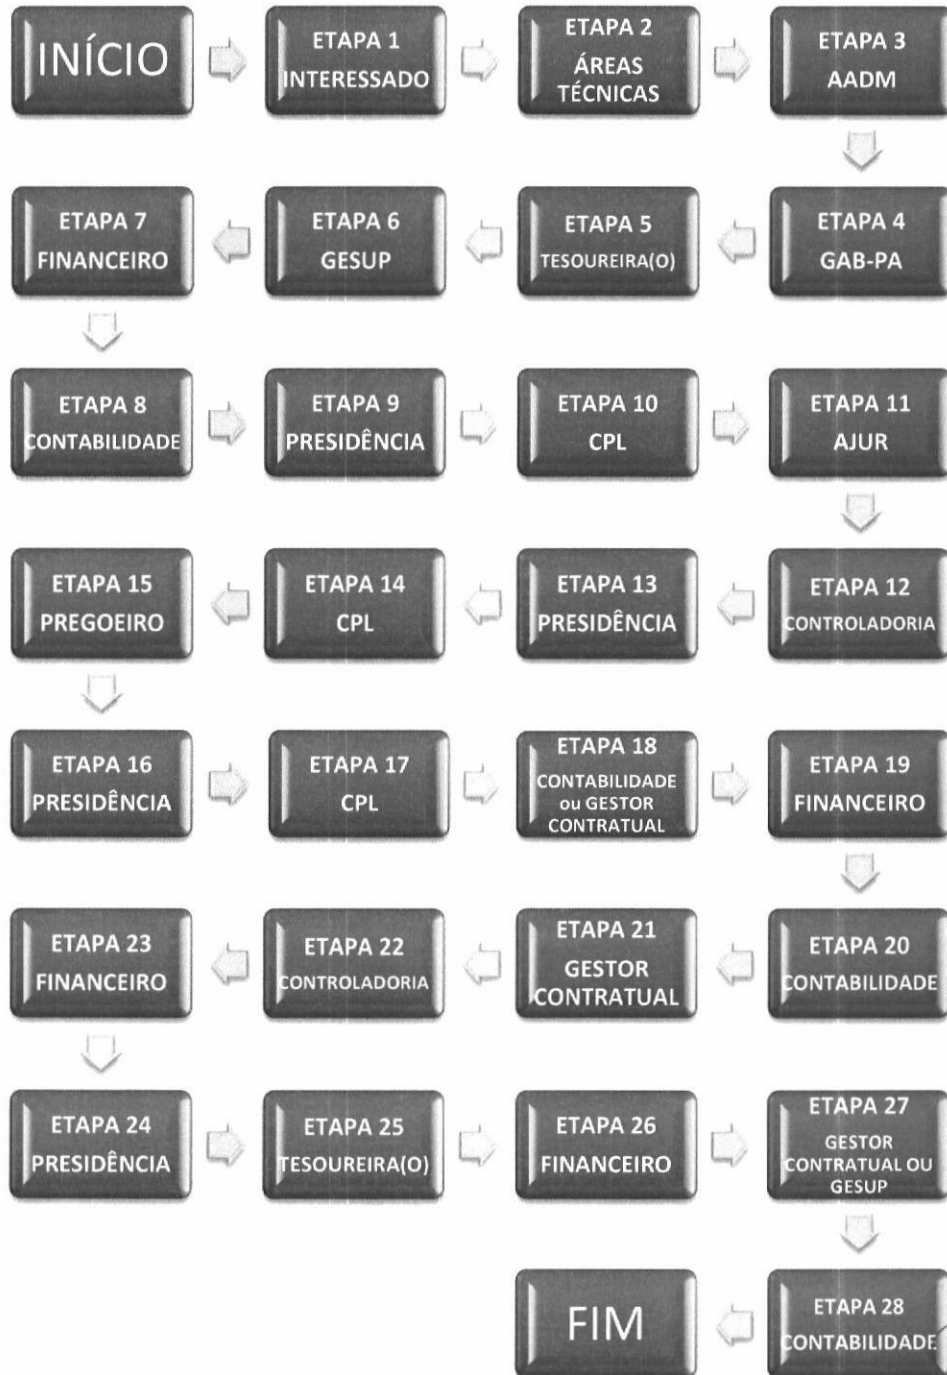 INÍCIO
ETAPA 1
INTERESSADO
ETAPA 2
ÁREAS
TÉCNICAS
ETAPA 3
AADM
ETAPA 4
GAB-PA
ETAPA 5
TESOUREIRA(O)
ETAPA 6
GESUP
ETAPA 7
FINANCEIRO
ETAPA 8
CONTABILIDADE
ETAPA 9
PRESIDÊNCIA
ETAPA 10
CPL
ETAPA 11
AJUR
ETAPA 12
CONTROLADORIA
ETAPA 13
PRESIDÊNCIA
ETAPA 14
CPL
ETAPA 15
PREGOEIRO
ETAPA 16
PRESIDÊNCIA
ETAPA 17
CPL
ETAPA 18
CONTABILIDADE
ou GESTOR
CONTRATUAL
ETAPA 19
FINANCEIRO
ETAPA 20
CONTABILIDADE
ETAPA 21
GESTOR
CONTRATUAL
ETAPA 22
CONTROLADORIA
ETAPA 23
FINANCEIRO
ETAPA 24
PRESIDÊNCIA
ETAPA 25
TESOUREIRA(O)
ETAPA 26
FINANCEIRO
ETAPA 27
GESTOR
CONTRATUAL OU
GESUP
ETAPA 28
CONTABILIDADE
FIM